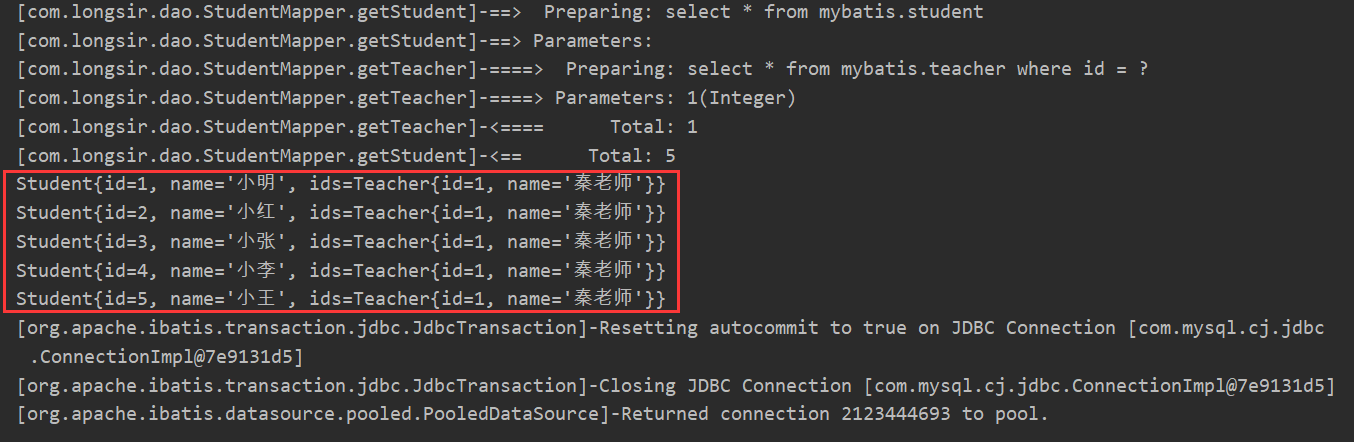 [com.longsir.dao.StudentMapper.getStudent]-==>  Preparing: select * from mybatis.student
[com.longsir.dao.StudentMapper.getStudent]-==> Parameters:
[com.longsir.dao.StudentMapper.getTeacher]-====>  Preparing: select * from mybatis.teacher where id = ?
[com.longsir.dao.StudentMapper.getTeacher]-====> Parameters: 1(Integer)
[com.longsir.dao.StudentMapper.getTeacher]-<====      Total: 1
[com.longsir.dao.StudentMapper.getStudent]-<==      Total: 5
Student{id=1, name='小明', ids=Teacher{id=1, name='秦老师'}}
Student{id=2, name='小红', ids=Teacher{id=1, name='秦老师'}}
Student{id=3, name='小张', ids=Teacher{id=1, name='秦老师'}}
Student{id=4, name='小李', ids=Teacher{id=1, name='秦老师'}}
Student{id=5, name='小王', ids=Teacher{id=1, name='秦老师'}}
[org.apache.ibatis.transaction.jdbc.JdbcTransaction]-Resetting autocommit to true on JDBC Connection [com.mysql.cj.jdbc
.ConnectionImpl@7e9131d5]
[org.apache.ibatis.transaction.jdbc.JdbcTransaction]-Closing JDBC Connection [com.mysql.cj.jdbc.ConnectionImpl@7e9131d5]
[org.apache.ibatis.datasource.pooled.PooledDataSource]-Returned connection 2123444693 to pool.